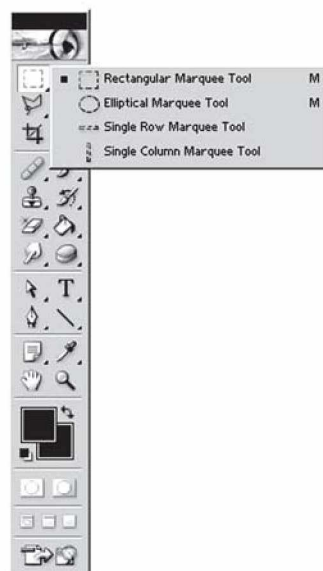 Rectangular Marquee Tool M
Elliptical Marquee Tool M
Single Row Marquee Tool
Single Column Marquee Tool
T